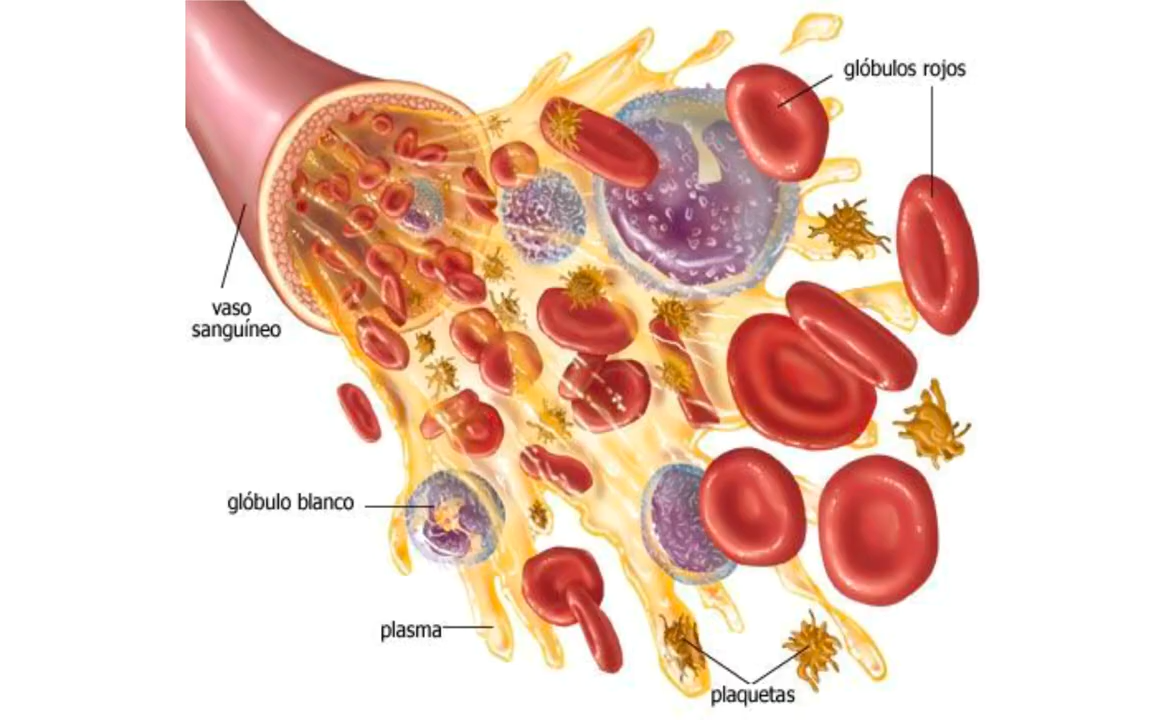 glóbulos rojos
vaso
sanguíneo
glóbulo blanco
plasma
plaquetas